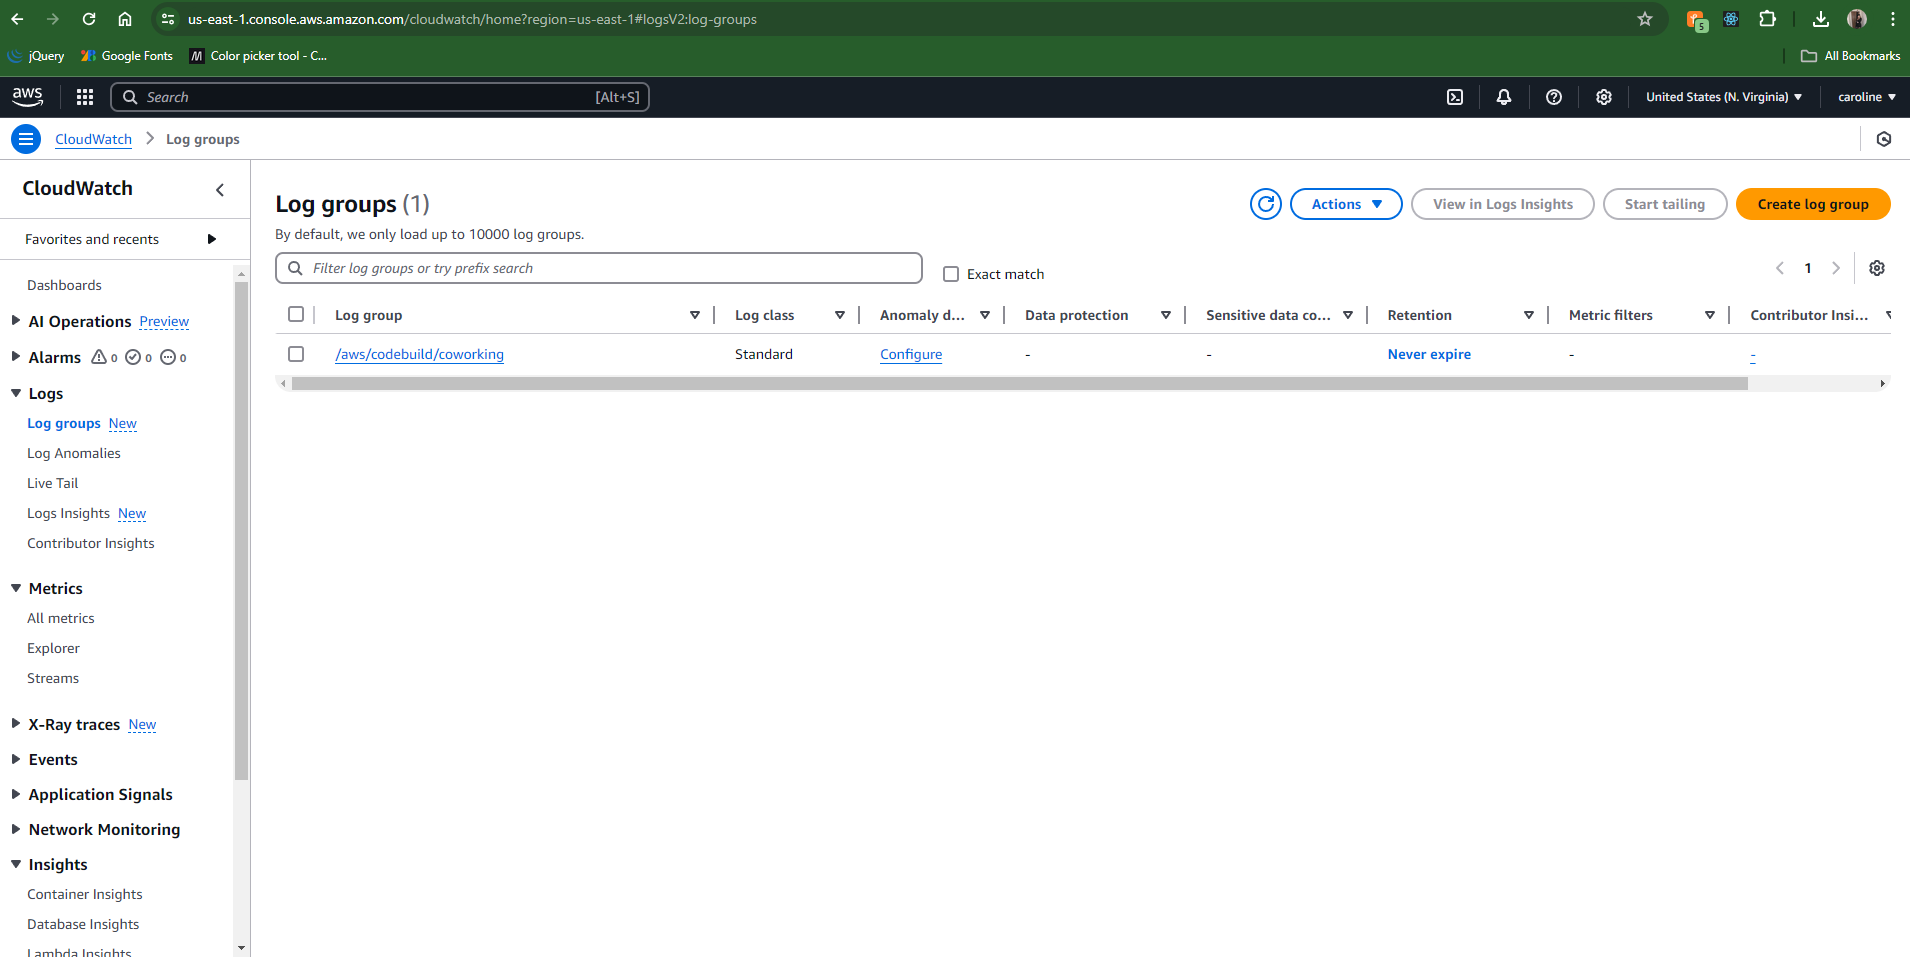 us-east-1.console.aws.amazon.com/cloudwatch/home?region=us-east-1#logsV2:log-groups
5
jQuery
Google Fonts
Color picker tool - C...
All Bookmarks
aws
Search
[Alt+S]
United States (N. Virginia)
caroline
CloudWatch
Log groups
CloudWatch
Favorites and recents
Dashboards
AI Operations Preview
Alarms 0 0 0
Logs
Log groups New
Log Anomalies
Live Tail
Logs Insights New
Contributor Insights
Metrics
All metrics
Explorer
Streams
X-Ray traces New
Events
Application Signals
Network Monitoring
Insights
Container Insights
Database Insights
Lambda Insights
Log groups (1)
By default, we only load up to 10000 log groups.
Actions
View in Logs Insights
Start tailing
Create log group
Filter log groups or try prefix search
Exact match
1
Log group
Log class
Anomaly d...
Data protection
Sensitive data co...
Retention
Metric filters
Contributor Insi...
/aws/codebuild/coworking
Standard
Configure
-
-
Never expire
-
-